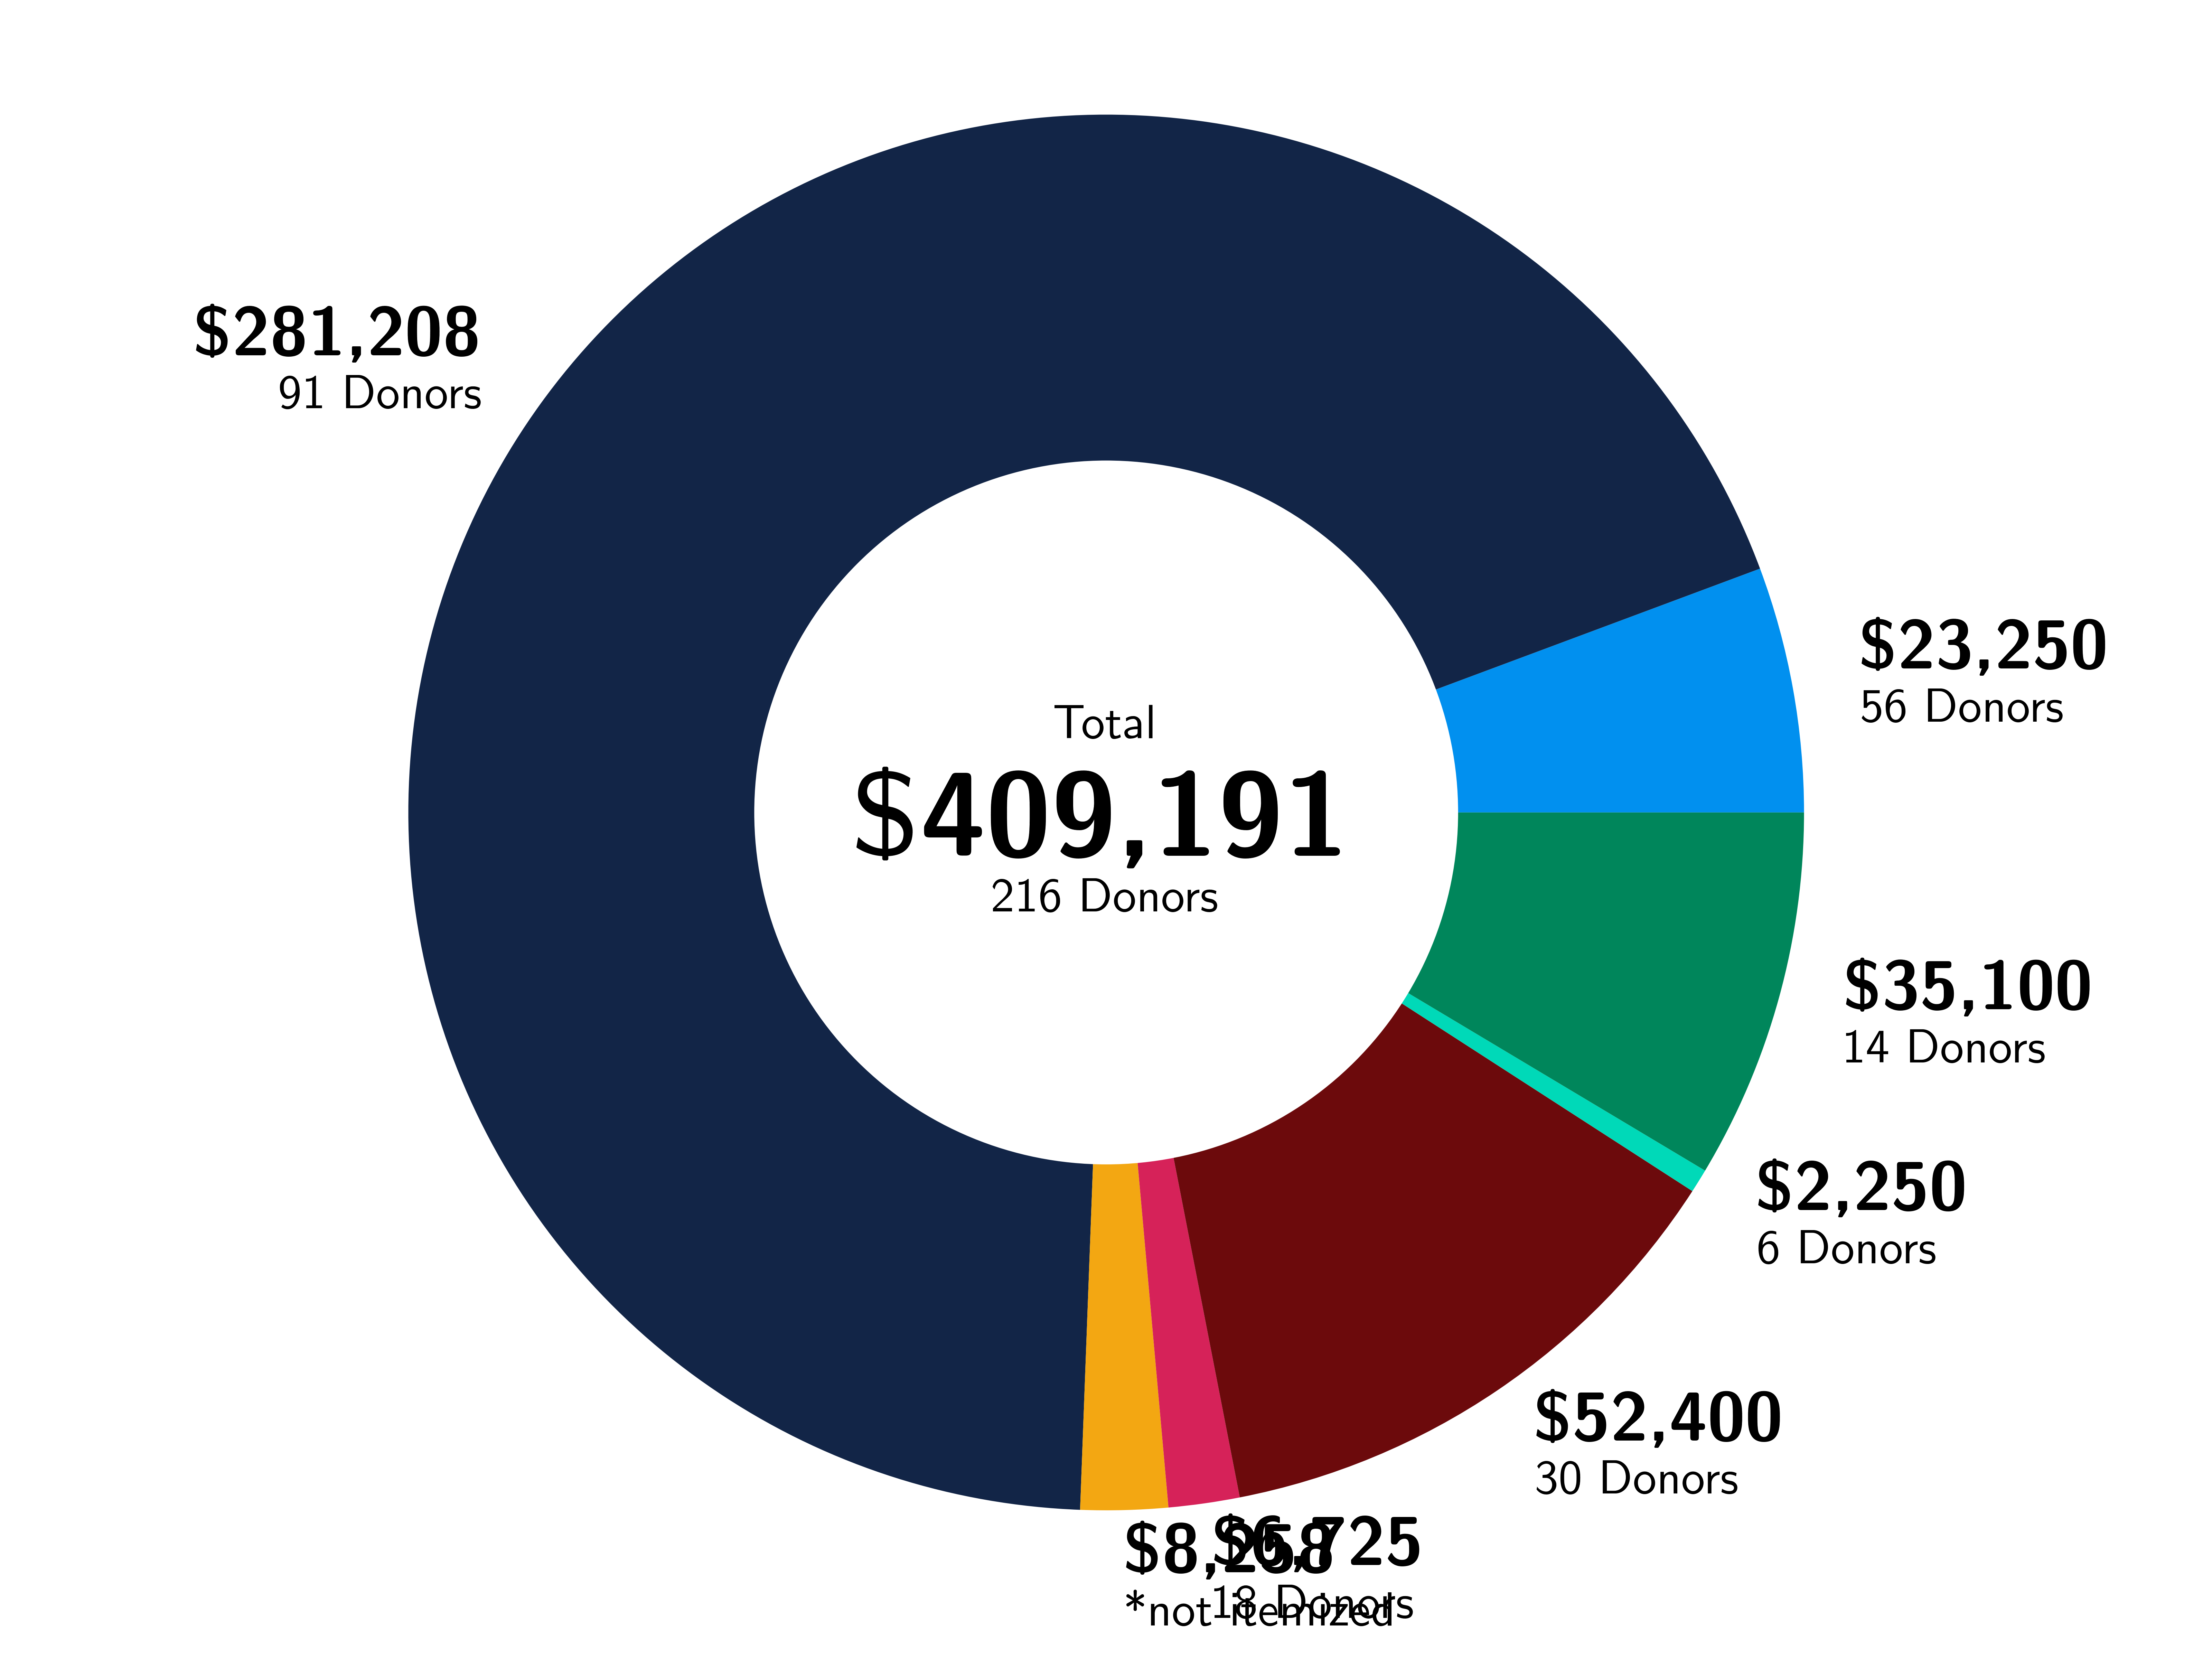 $281,208
91 Donors
$23,250
56 Donors
Total
$409,191
216 Donors
$35,100
14 Donors
$2,250
6 Donors
$52,400
30 Donors
$6,725
Donors
$8,258
*not itemized